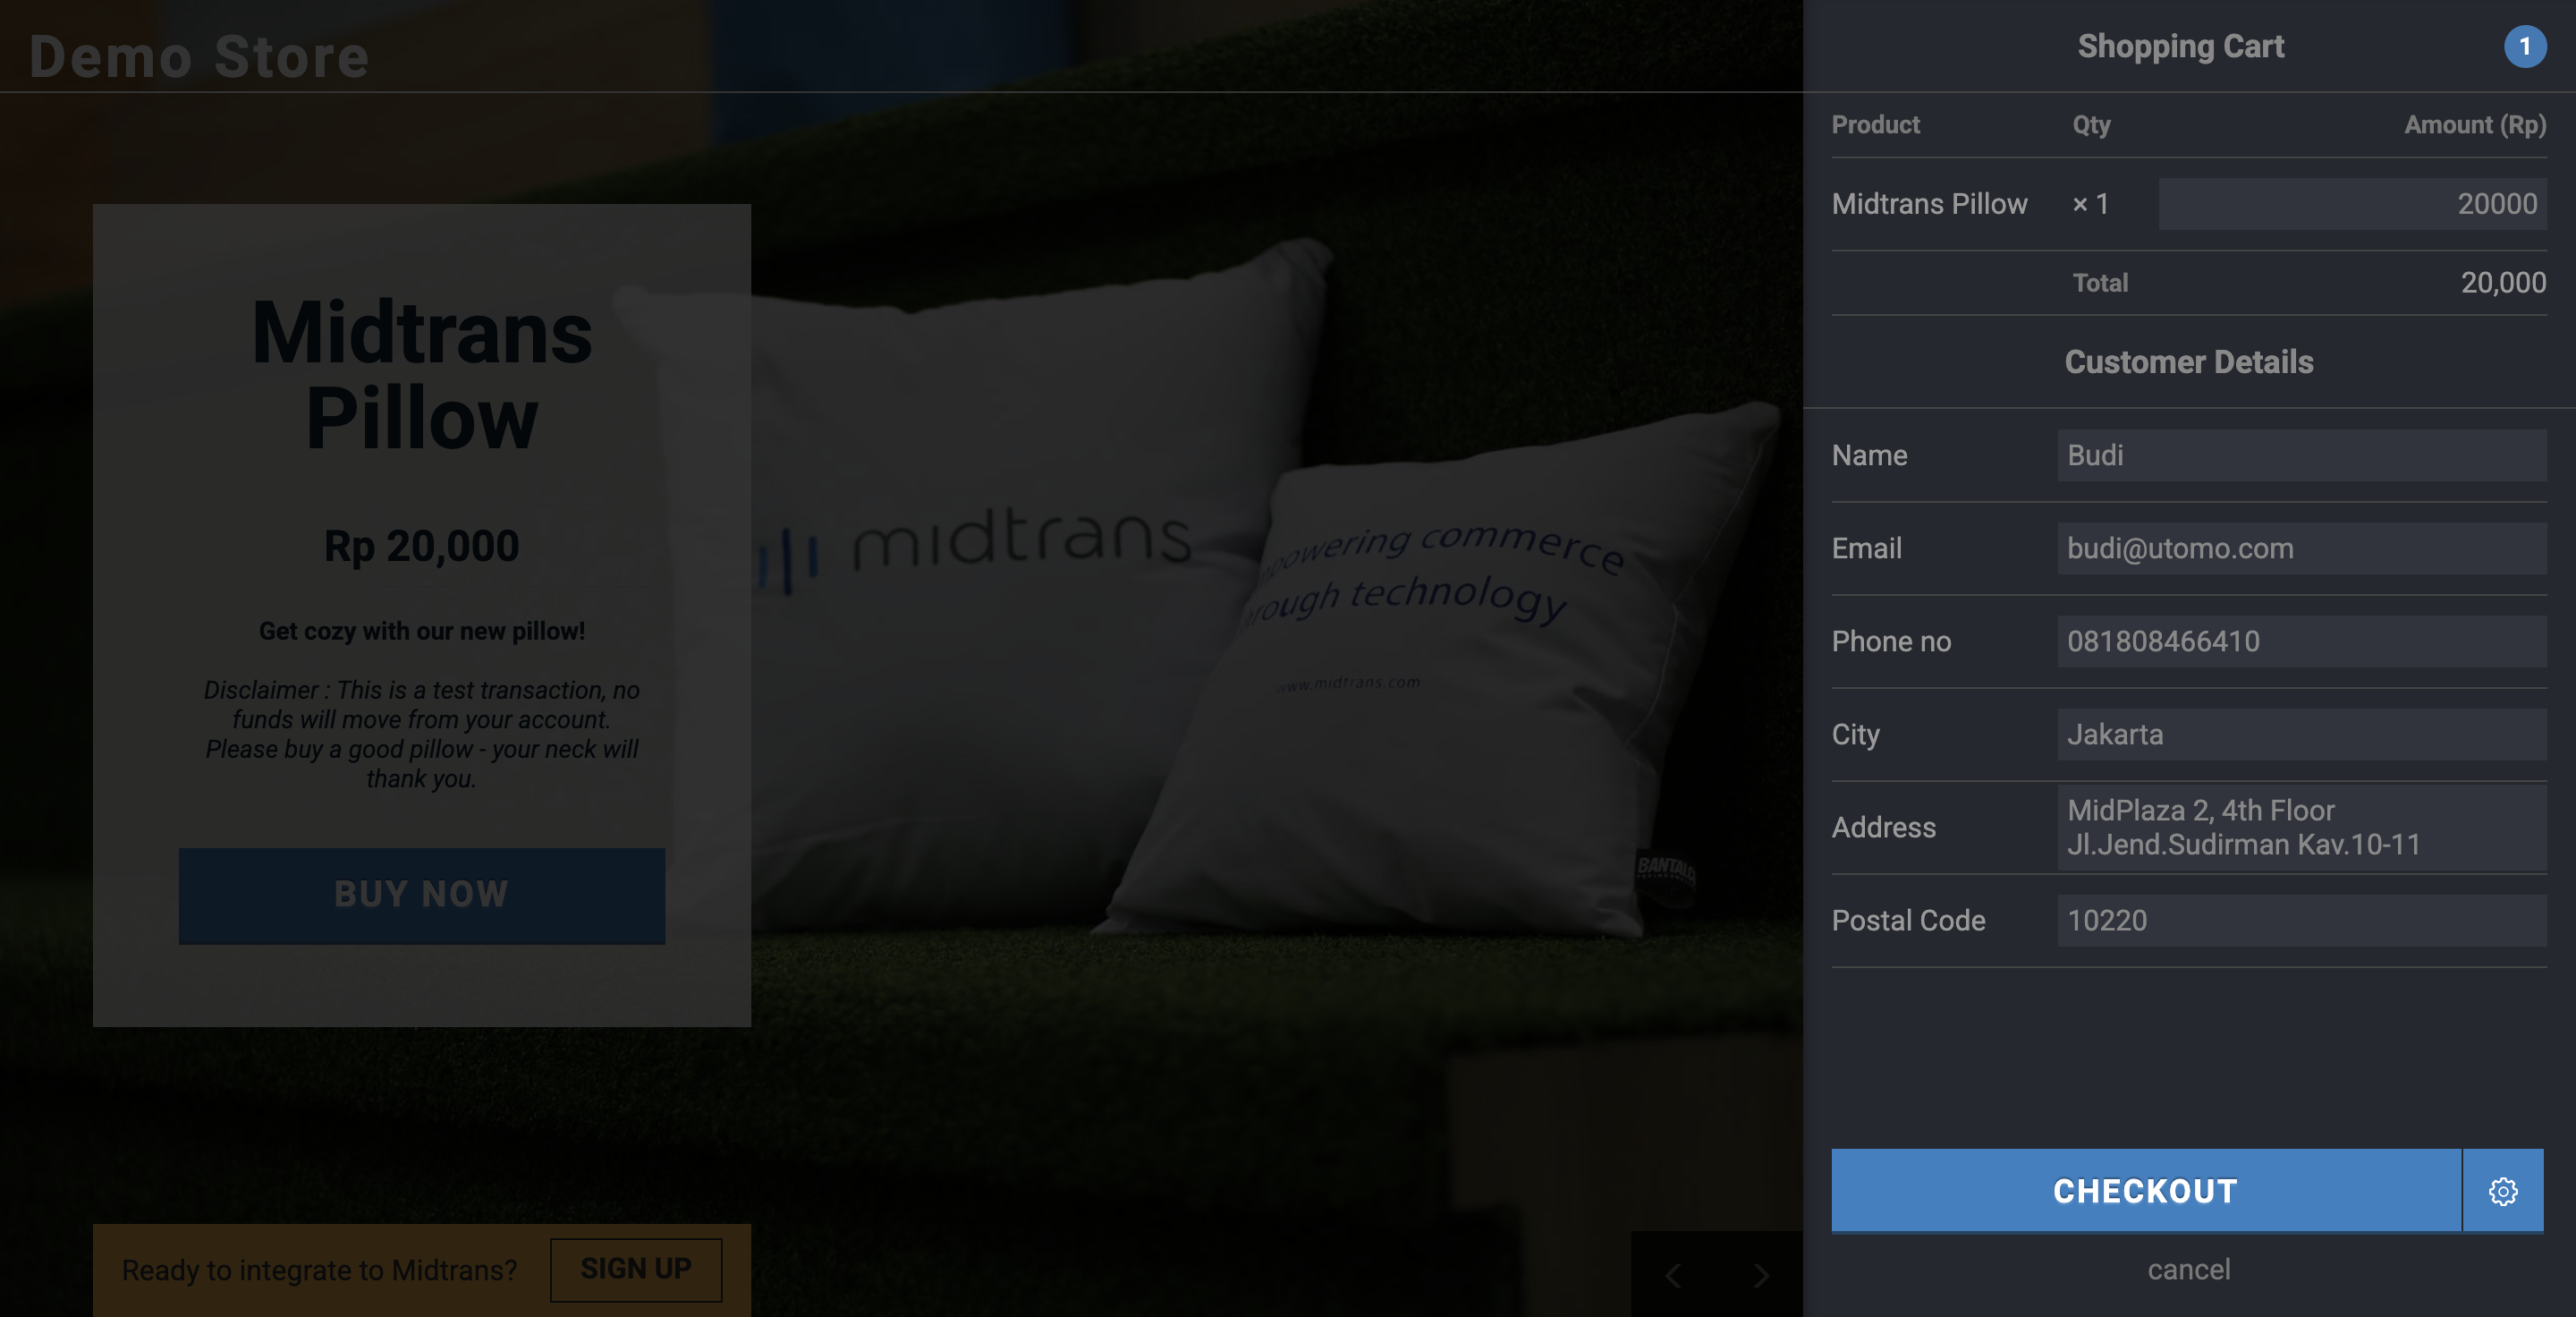 Demo Store
Midtrans
Pillow
Rp 20,000
Get cozy with our new pillow!
Disclaimer : This is a test transaction, no
funds will move from your account.
Please buy a good pillow - your neck will
thank you.
BUY NOW
Ready to integrate to Midtrans?
SIGN UP
midtrans
commerce
technology
www.midtrans.com
Shopping Cart 1
Product Qty Amount (Rp)
Midtrans Pillow × 1 20000
Total 20,000
Customer Details
Name Budi
Email budi@utomo.com
Phone no 081808466410
City Jakarta
Address MidPlaza 2, 4th Floor
Jl.Jend.Sudirman Kav.10-11
Postal Code 10220
CHECKOUT
cancel